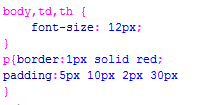 body,td,th {
    font-size: 12px;
}
p{border:1px solid red;
padding:5px 10px 2px 30px
}